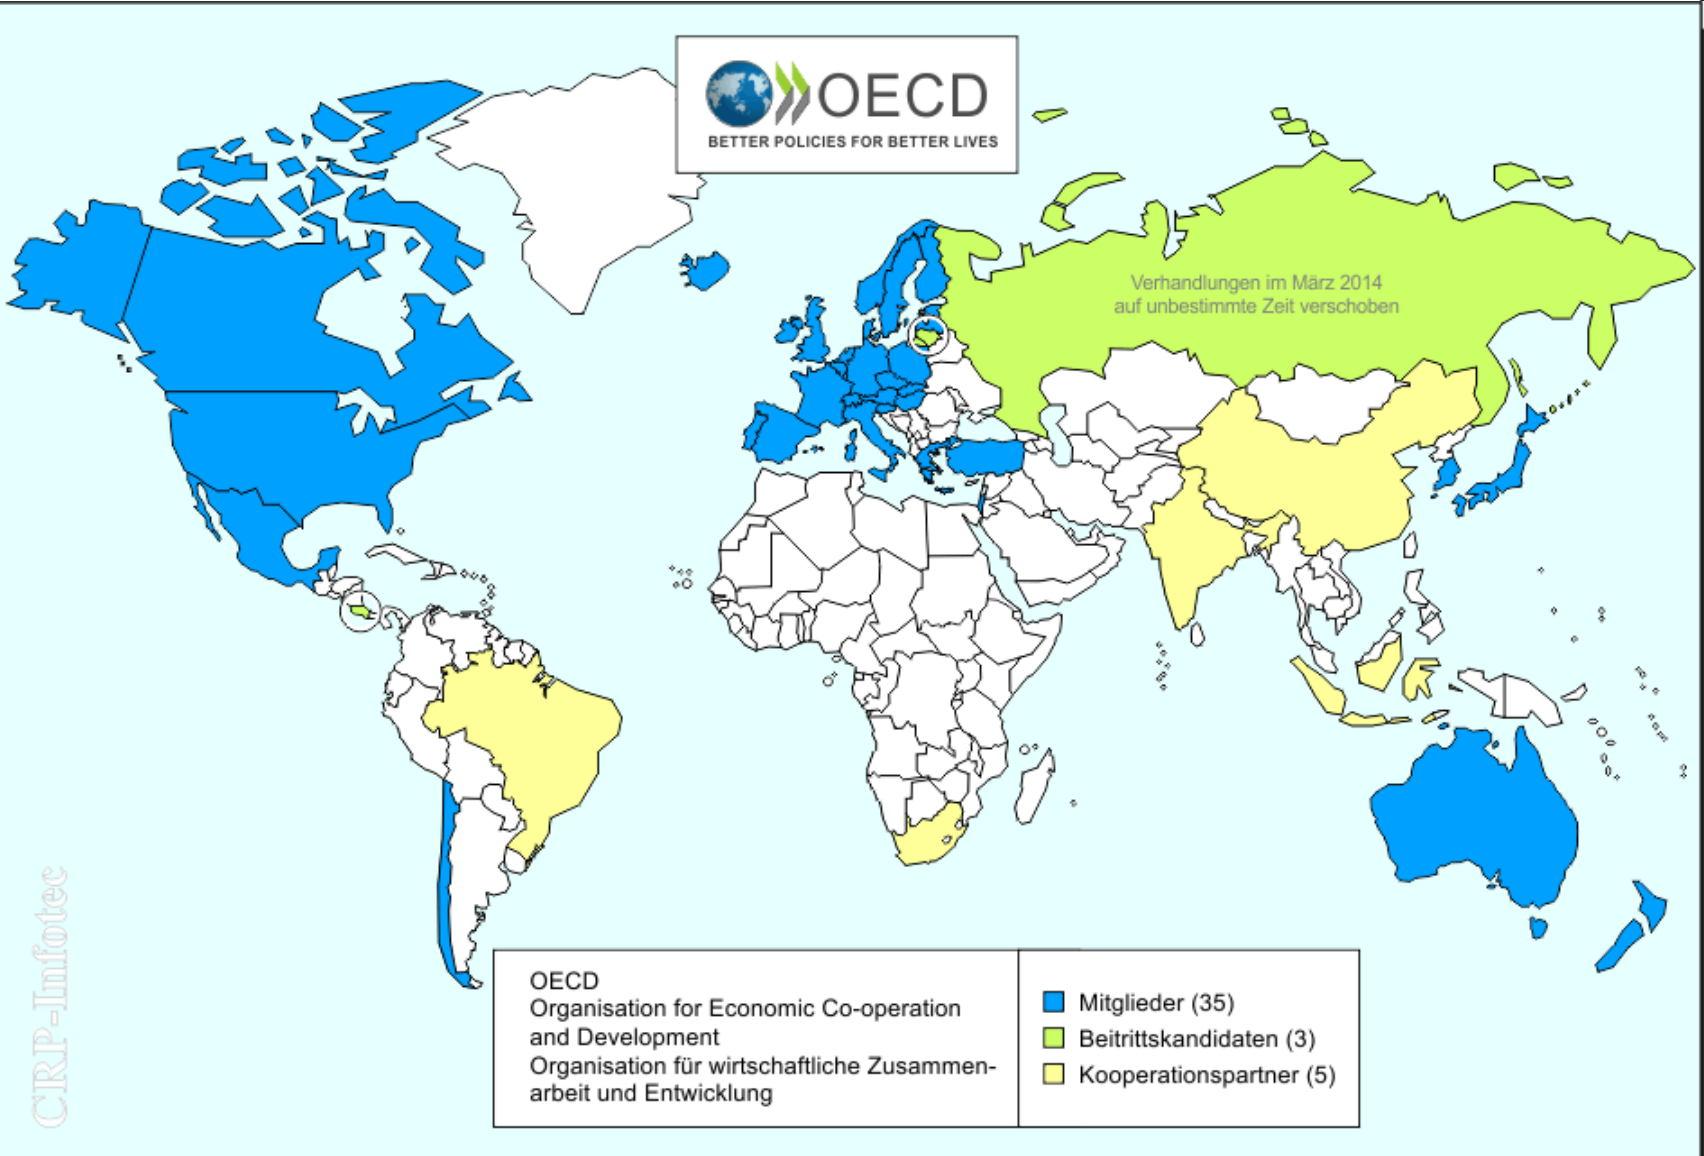 OECD
BETTER POLICIES FOR BETTER LIVES
Verhandlungen im März 2014
auf unbestimmte Zeit verschoben
OECD
Organisation for Economic Co-operation
and Development
Organisation für wirtschaftliche Zusammen-
arbeit und Entwicklung
Mitglieder (35)
Beitrittskandidaten (3)
Kooperationspartner (5)
CRP-Infotec